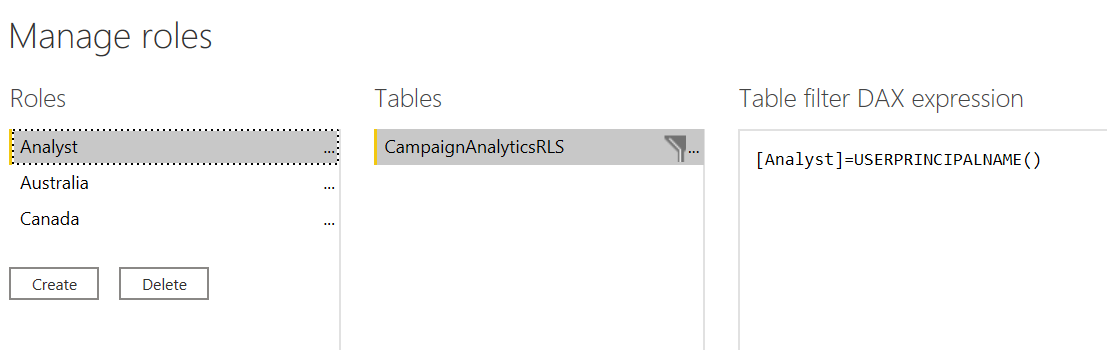 Manage roles
Roles
Tables
Table filter DAX expression
Analyst ...
CampaignAnalyticsRLS ...
[Analyst]=USERPRINCIPALNAME()
Australia ...
Canada ...
Create
Delete